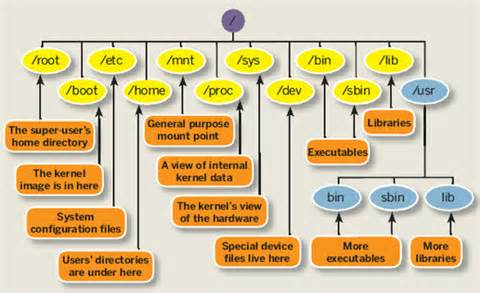 /
/root
/etc
/mnt
/sys
/bin
/lib
/boot
/home
/proc
/dev
/sbin
/usr
The super-user's
home directory
General purpose
mount point
Libraries
Executables
The kernel
image is in here
A view of internal
kernel data
System
configuration files
The kernel's view
of the hardware
bin
sbin
lib
Users' directories
are under here
Special device
files live here
More
executables
More
libraries